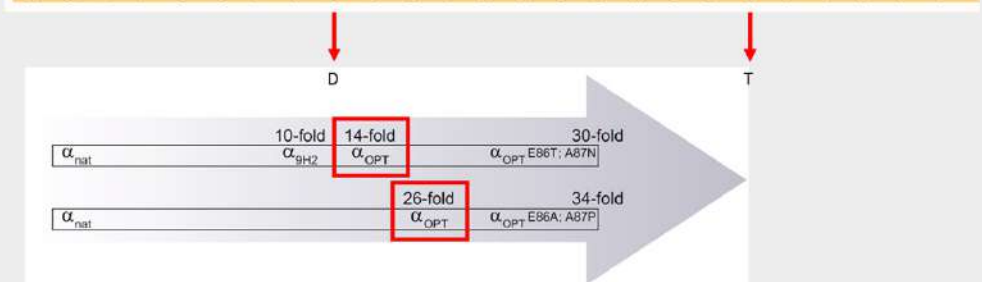 D T
10-fold 14-fold 30-fold
αnat α9H2 αOPT αOPT E86T; A87N
26-fold 34-fold
αnat αOPT αOPT E86A; A87P